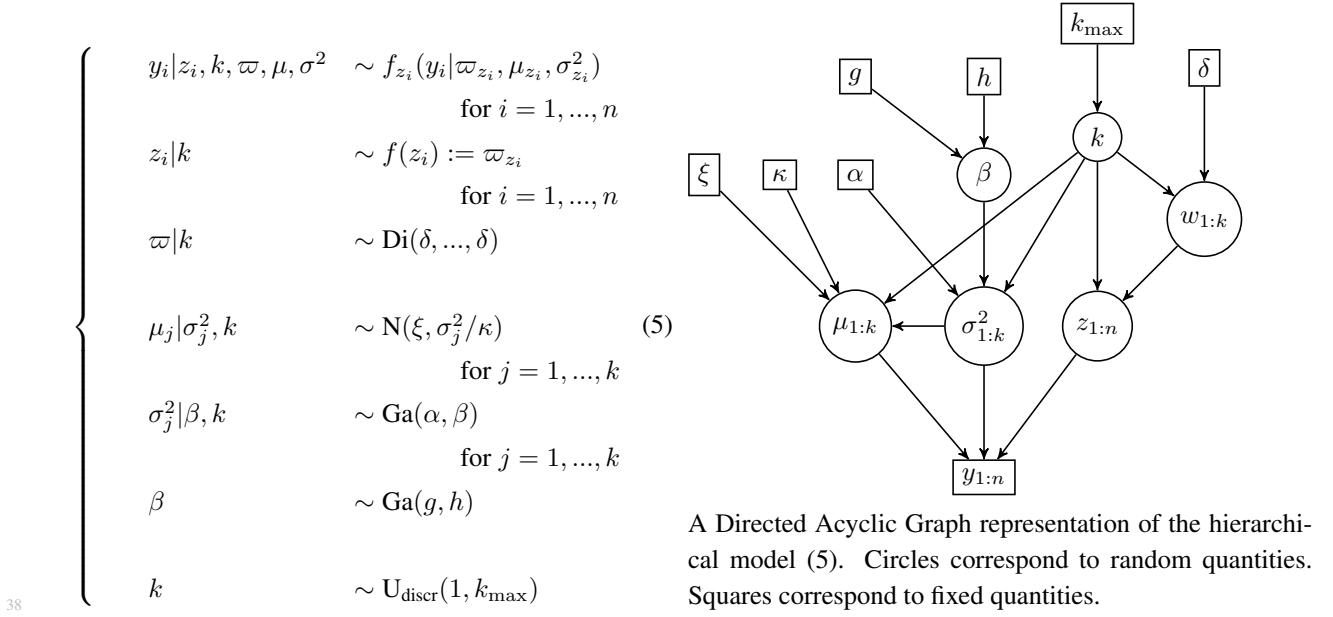 y_i|z_i, k, ϖ, μ, σ² ∼ f_{z_i}(y_i|ϖ_{z_i}, μ_{z_i}, σ²_{z_i})
for i = 1, ..., n
z_i|k ∼ f(z_i) := ϖ_{z_i}
for i = 1, ..., n
ϖ|k ∼ Di(δ, ..., δ)
μ_j|σ²_j, k ∼ N(ξ, σ²_j/κ) (5)
for j = 1, ..., k
σ²_j|β, k ∼ Ga(α, β)
for j = 1, ..., k
β ∼ Ga(g, h)
k ∼ U_discr(1, k_max)
38
k_max
g h δ
k
ξ κ α β
w_{1:k}
μ_{1:k} σ²_{1:k} z_{1:n}
y_{1:n}
A Directed Acyclic Graph representation of the hierarchi-
cal model (5). Circles correspond to random quantities.
Squares correspond to fixed quantities.